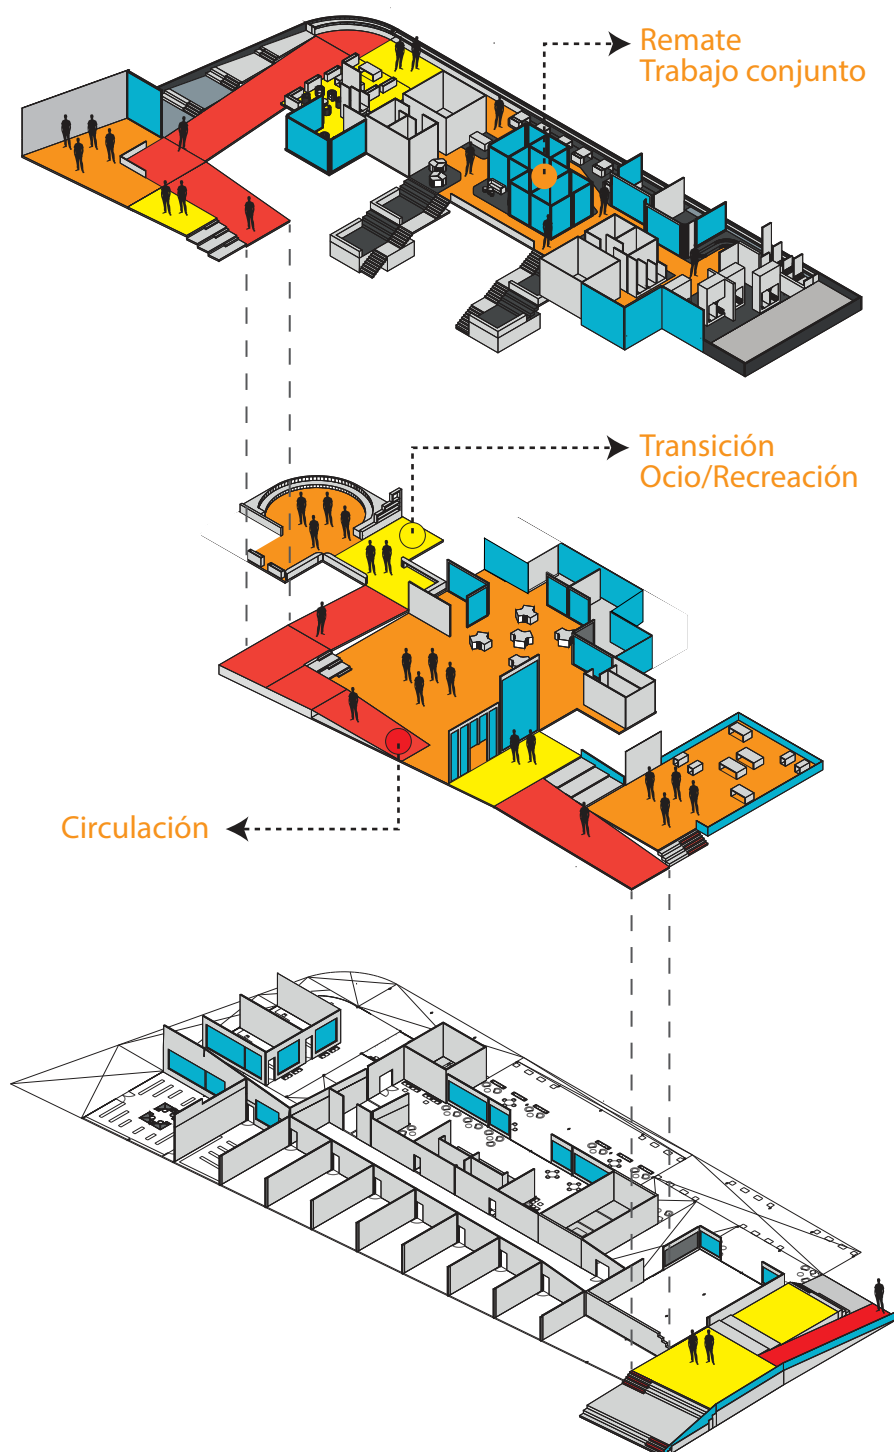 Remate
Trabajo conjunto
Transición
Ocio/Recreación
Circulación